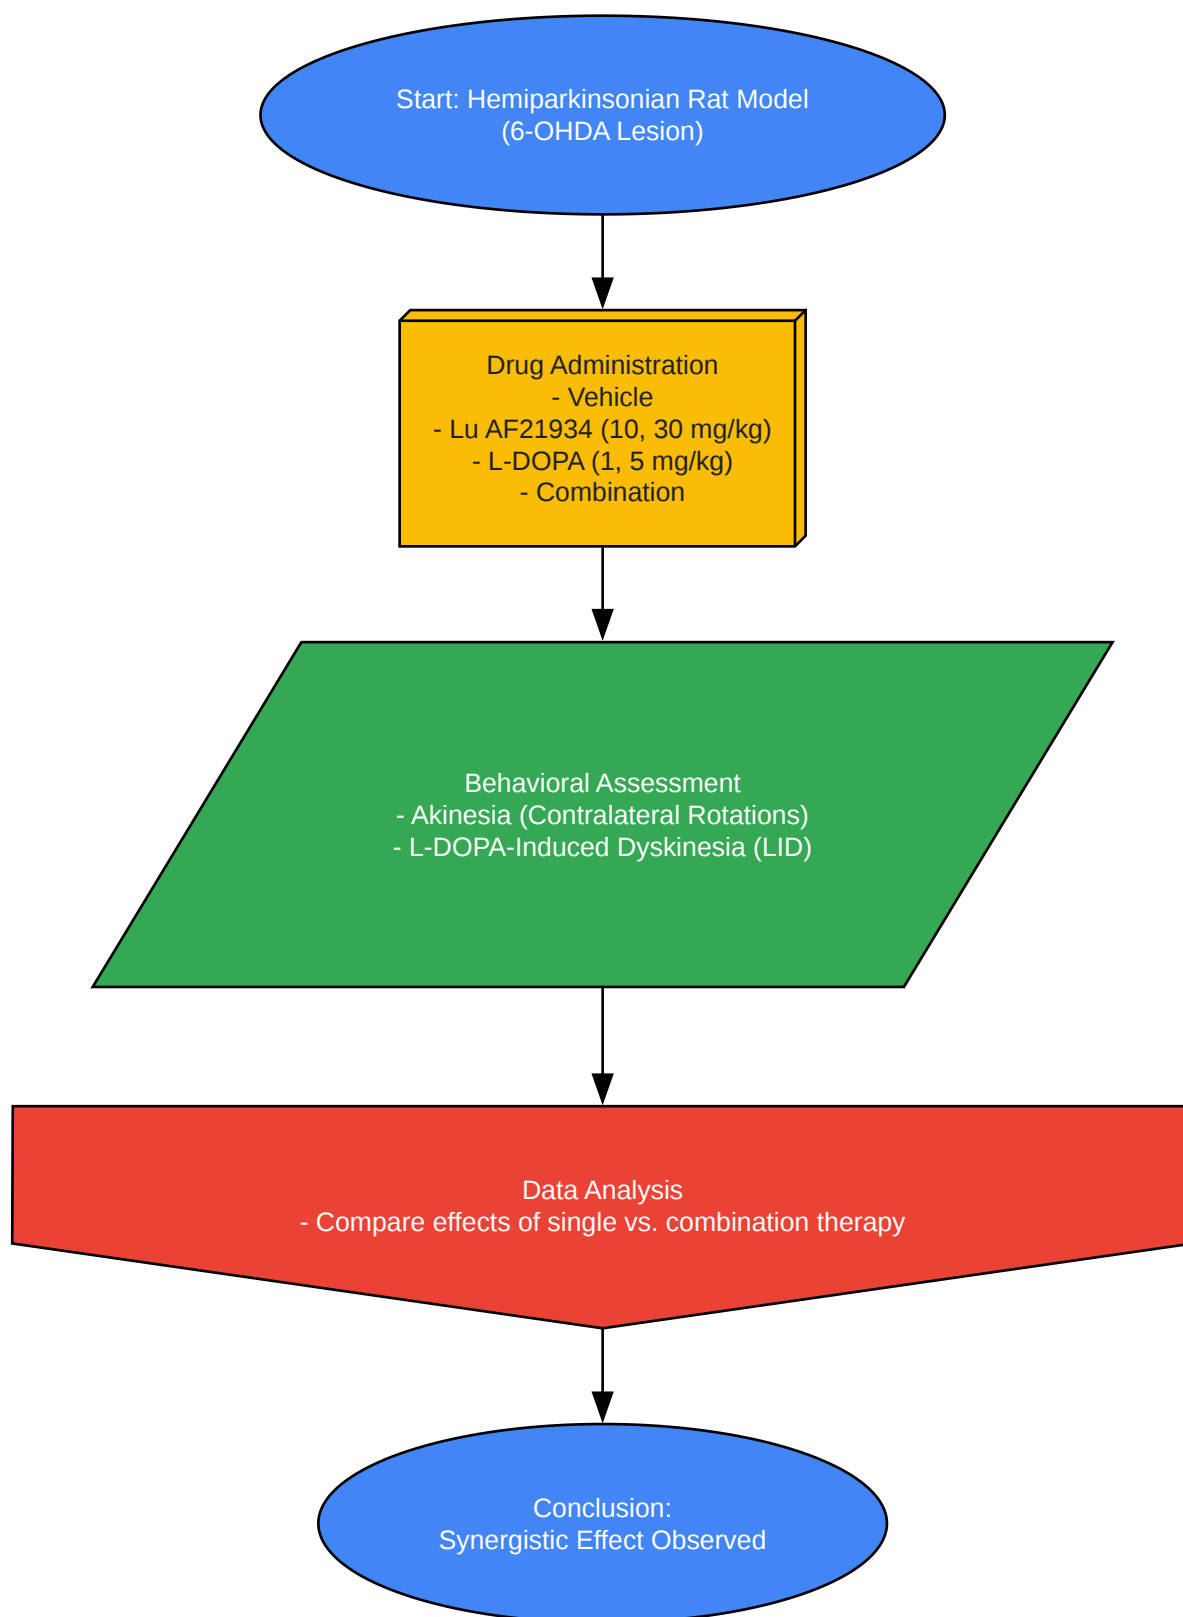 Start: Hemiparkinsonian Rat Model
(6-OHDA Lesion)
Drug Administration
- Vehicle
- Lu AF21934 (10, 30 mg/kg)
- L-DOPA (1, 5 mg/kg)
- Combination
Behavioral Assessment
- Akinesia (Contralateral Rotations)
- L-DOPA-Induced Dyskinesia (LID)
Data Analysis
- Compare effects of single vs. combination therapy
Conclusion:
Synergistic Effect Observed